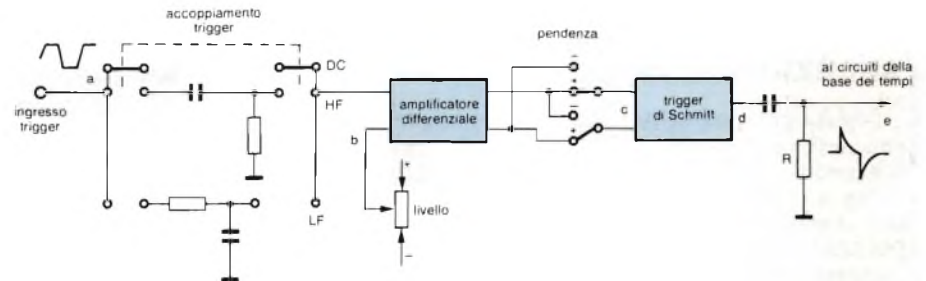 accoppiamento
trigger
a
ingresso
trigger
DC
HF
LF
b
amplificatore
differenziale
+
livello
−
pendenza
−
+
−
+
c
trigger
di Schmitt
d
ai circuiti della
base dei tempi
e
R